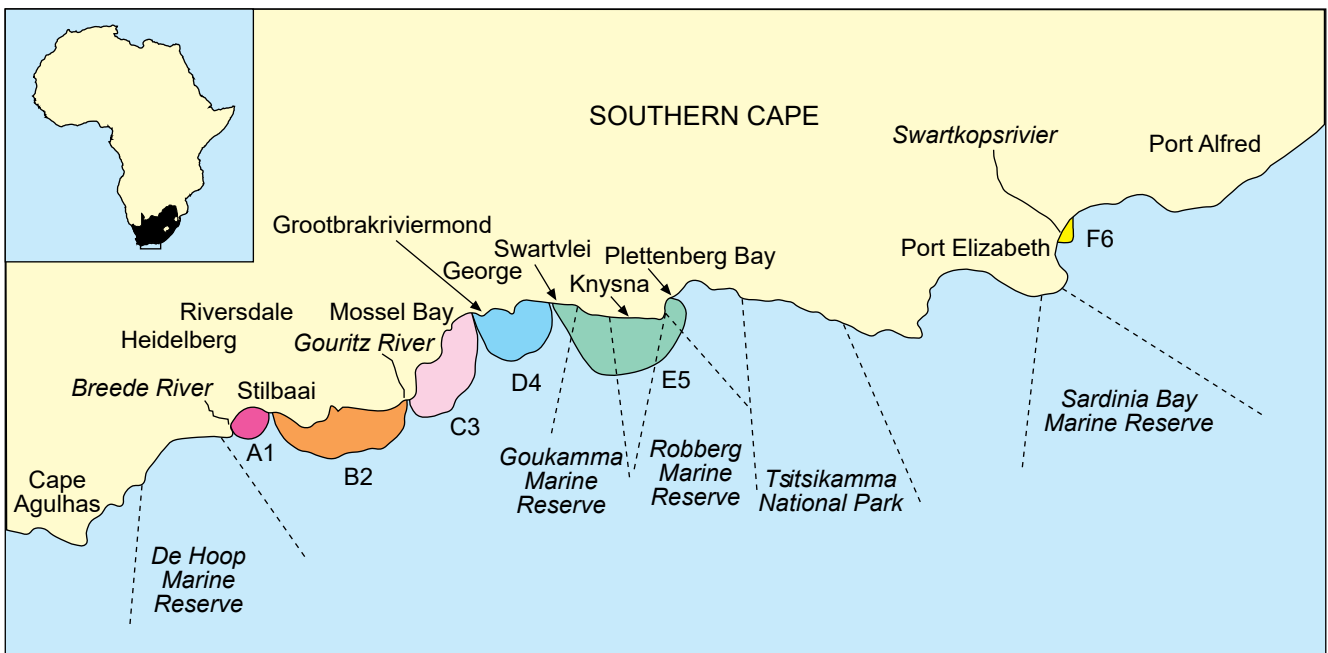 SOUTHERN CAPE
Swartkopsrivier
Port Alfred
Grootbrakriviermond
Swartvlei
Plettenberg Bay
George
Knysna
Port Elizabeth
F6
Riversdale
Mossel Bay
Heidelberg
Gouritz River
Breede River
Stilbaai
D4
E5
C3
A1
B2
Cape
Agulhas
Goukamma
Marine
Reserve
Robberg
Marine
Reserve
Tsitsikamma
National Park
Sardinia Bay
Marine Reserve
De Hoop
Marine
Reserve